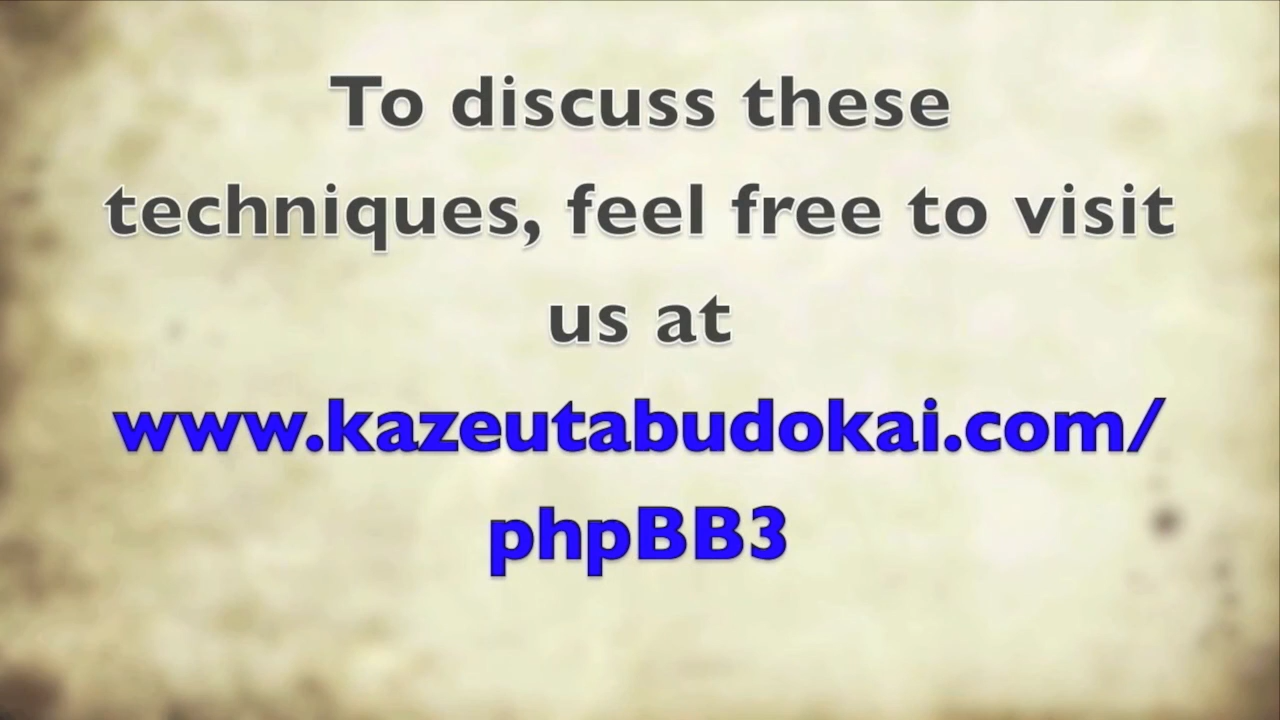 To discuss these
techniques, feel free to visit
us at
www.kazeutabudokai.com/
phpBB3